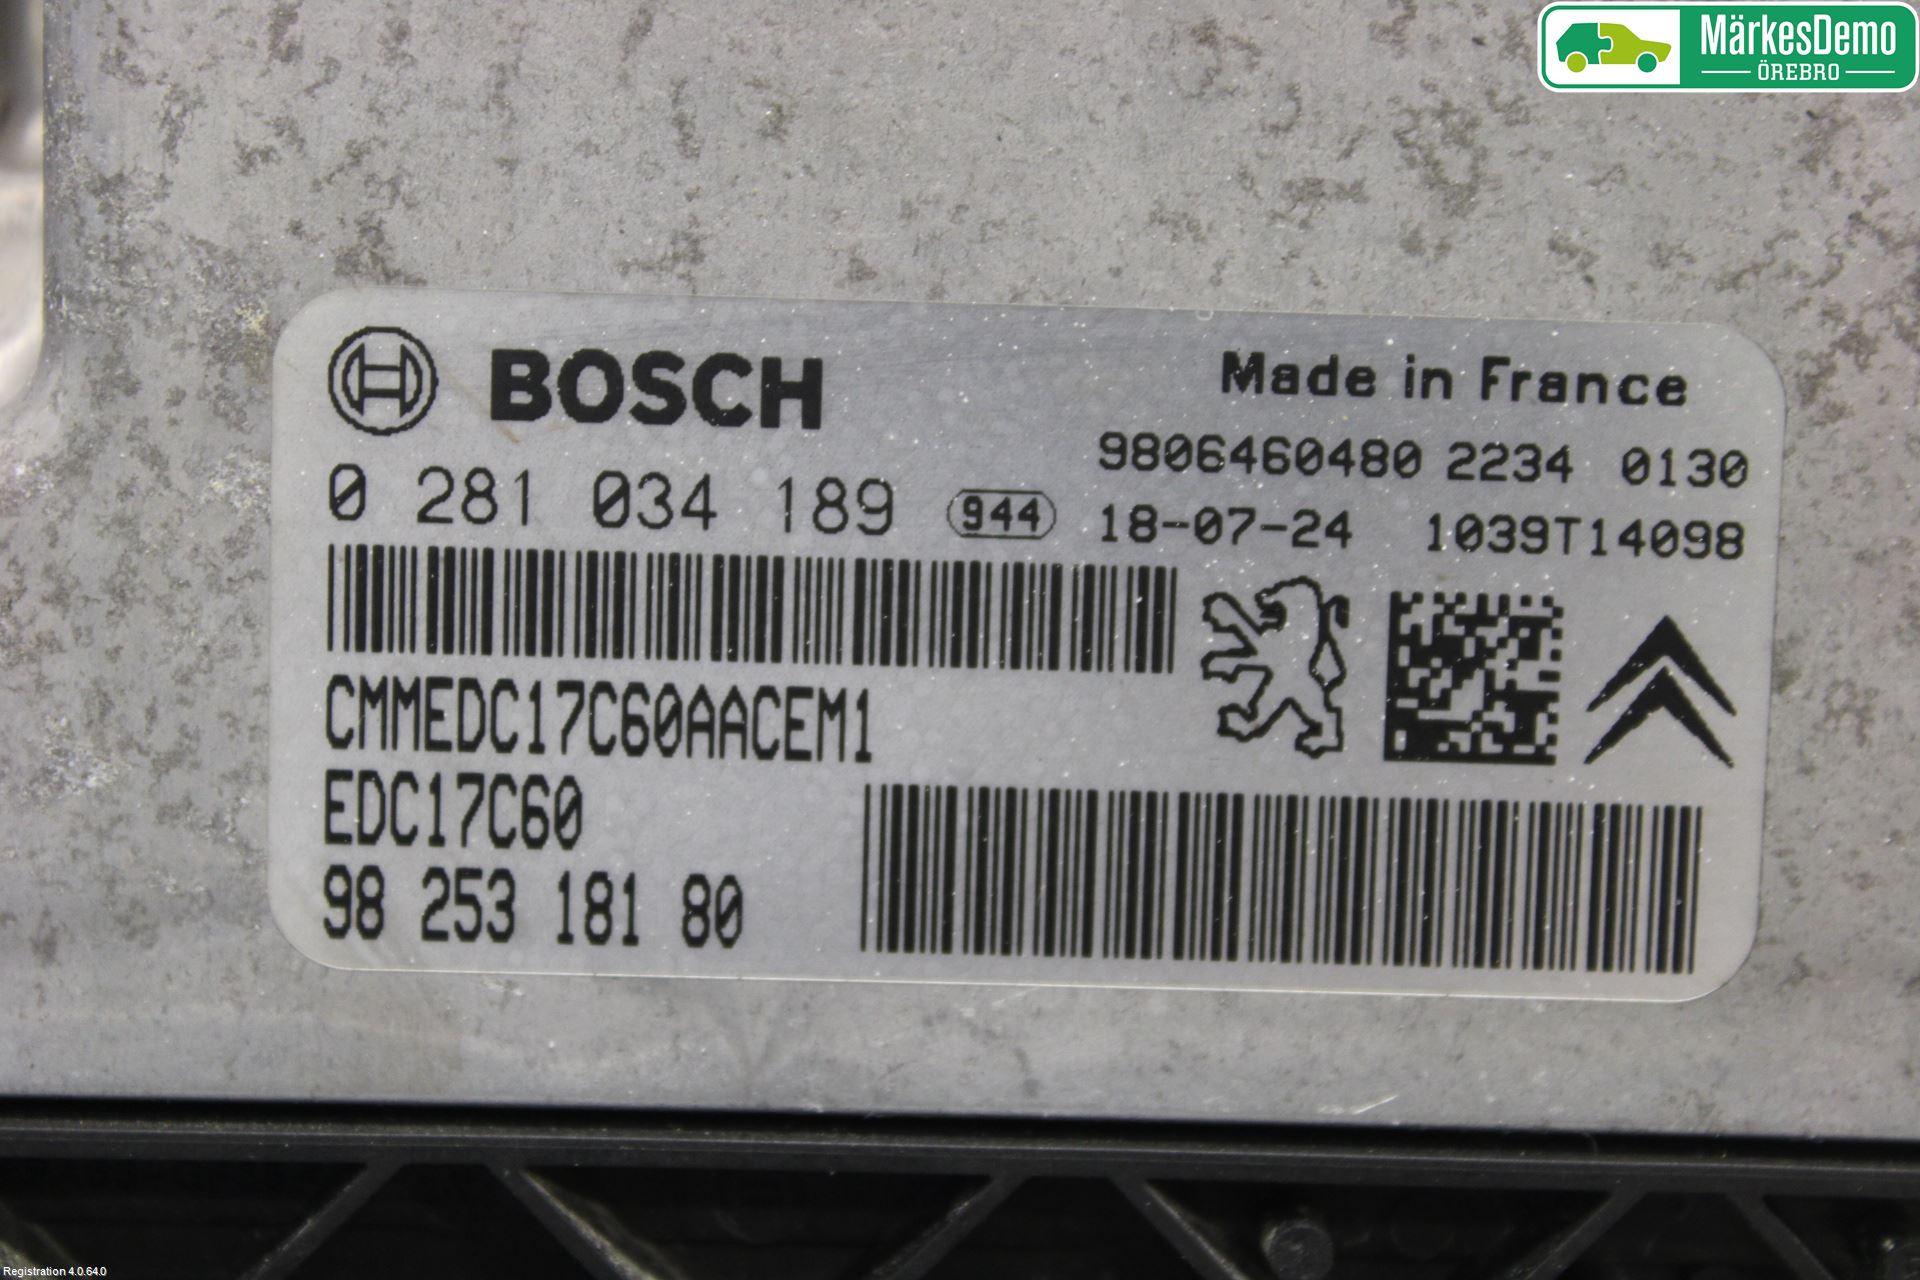 MärkesDemo
ÖREBRO
BOSCH
Made in France
9806460480 2234 0130
0 281 034 189 944 18-07-24 1039T14098
CMMEDC17C60AACEM1
EDC17C60
98 253 181 80
Registration 4.0.64.0